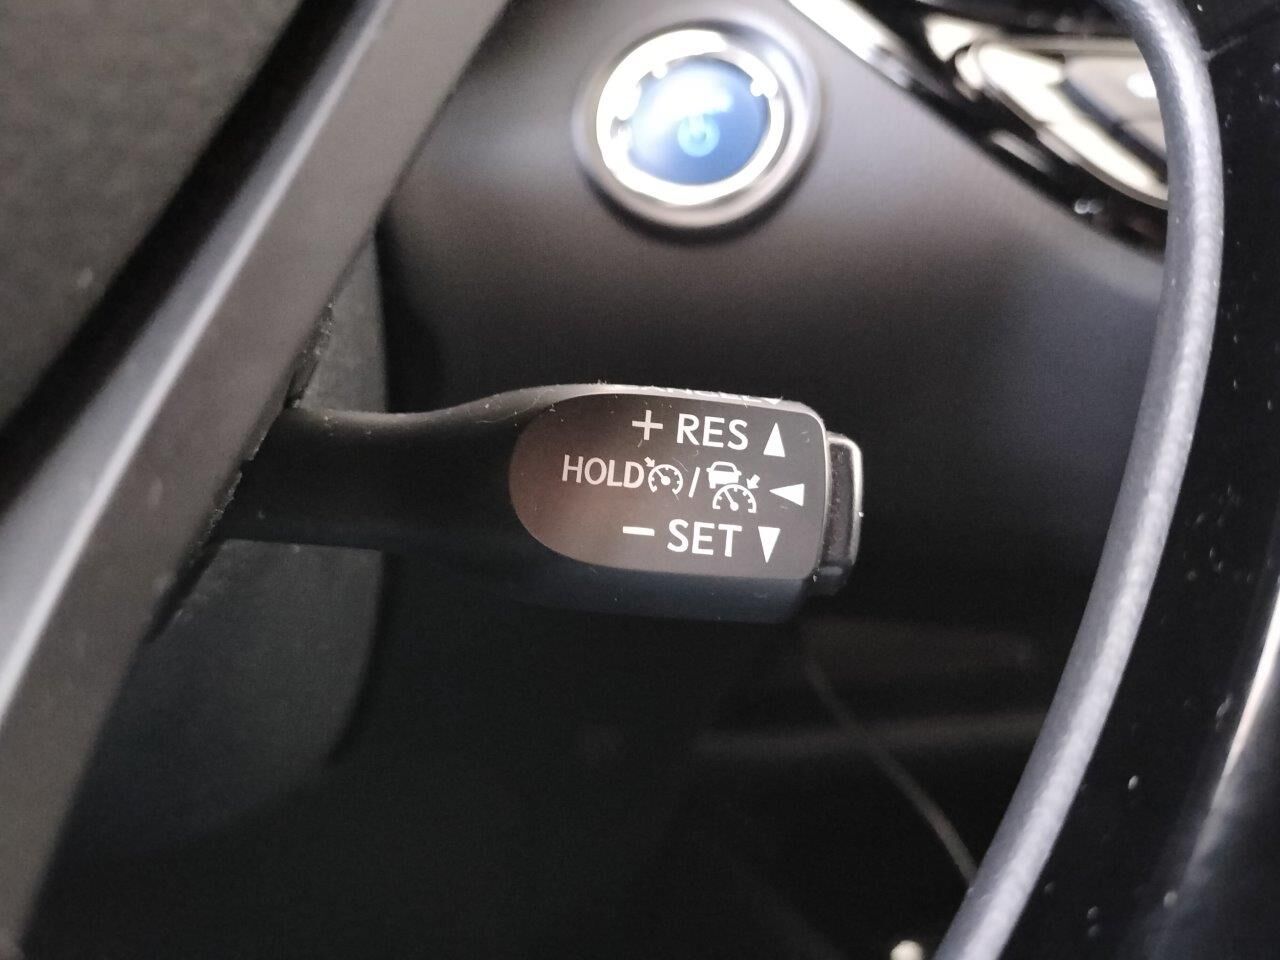 + RES ▲
HOLD / ◀
− SET ▼